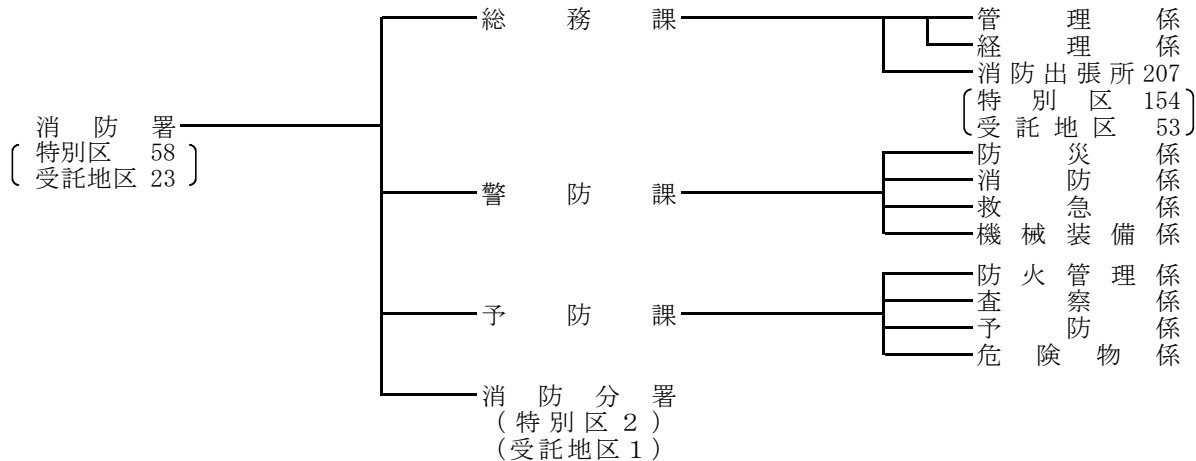 総務課
管理係
経理係
消防出張所 207
特別区 154
受託地区 53
消防署
特別区 58
受託地区 23
警防課
防災係
消防係
救急係
機械装備係
予防課
防火管理係
査察係
予防係
危険物係
消防分署
(特別区2)
(受託地区1)